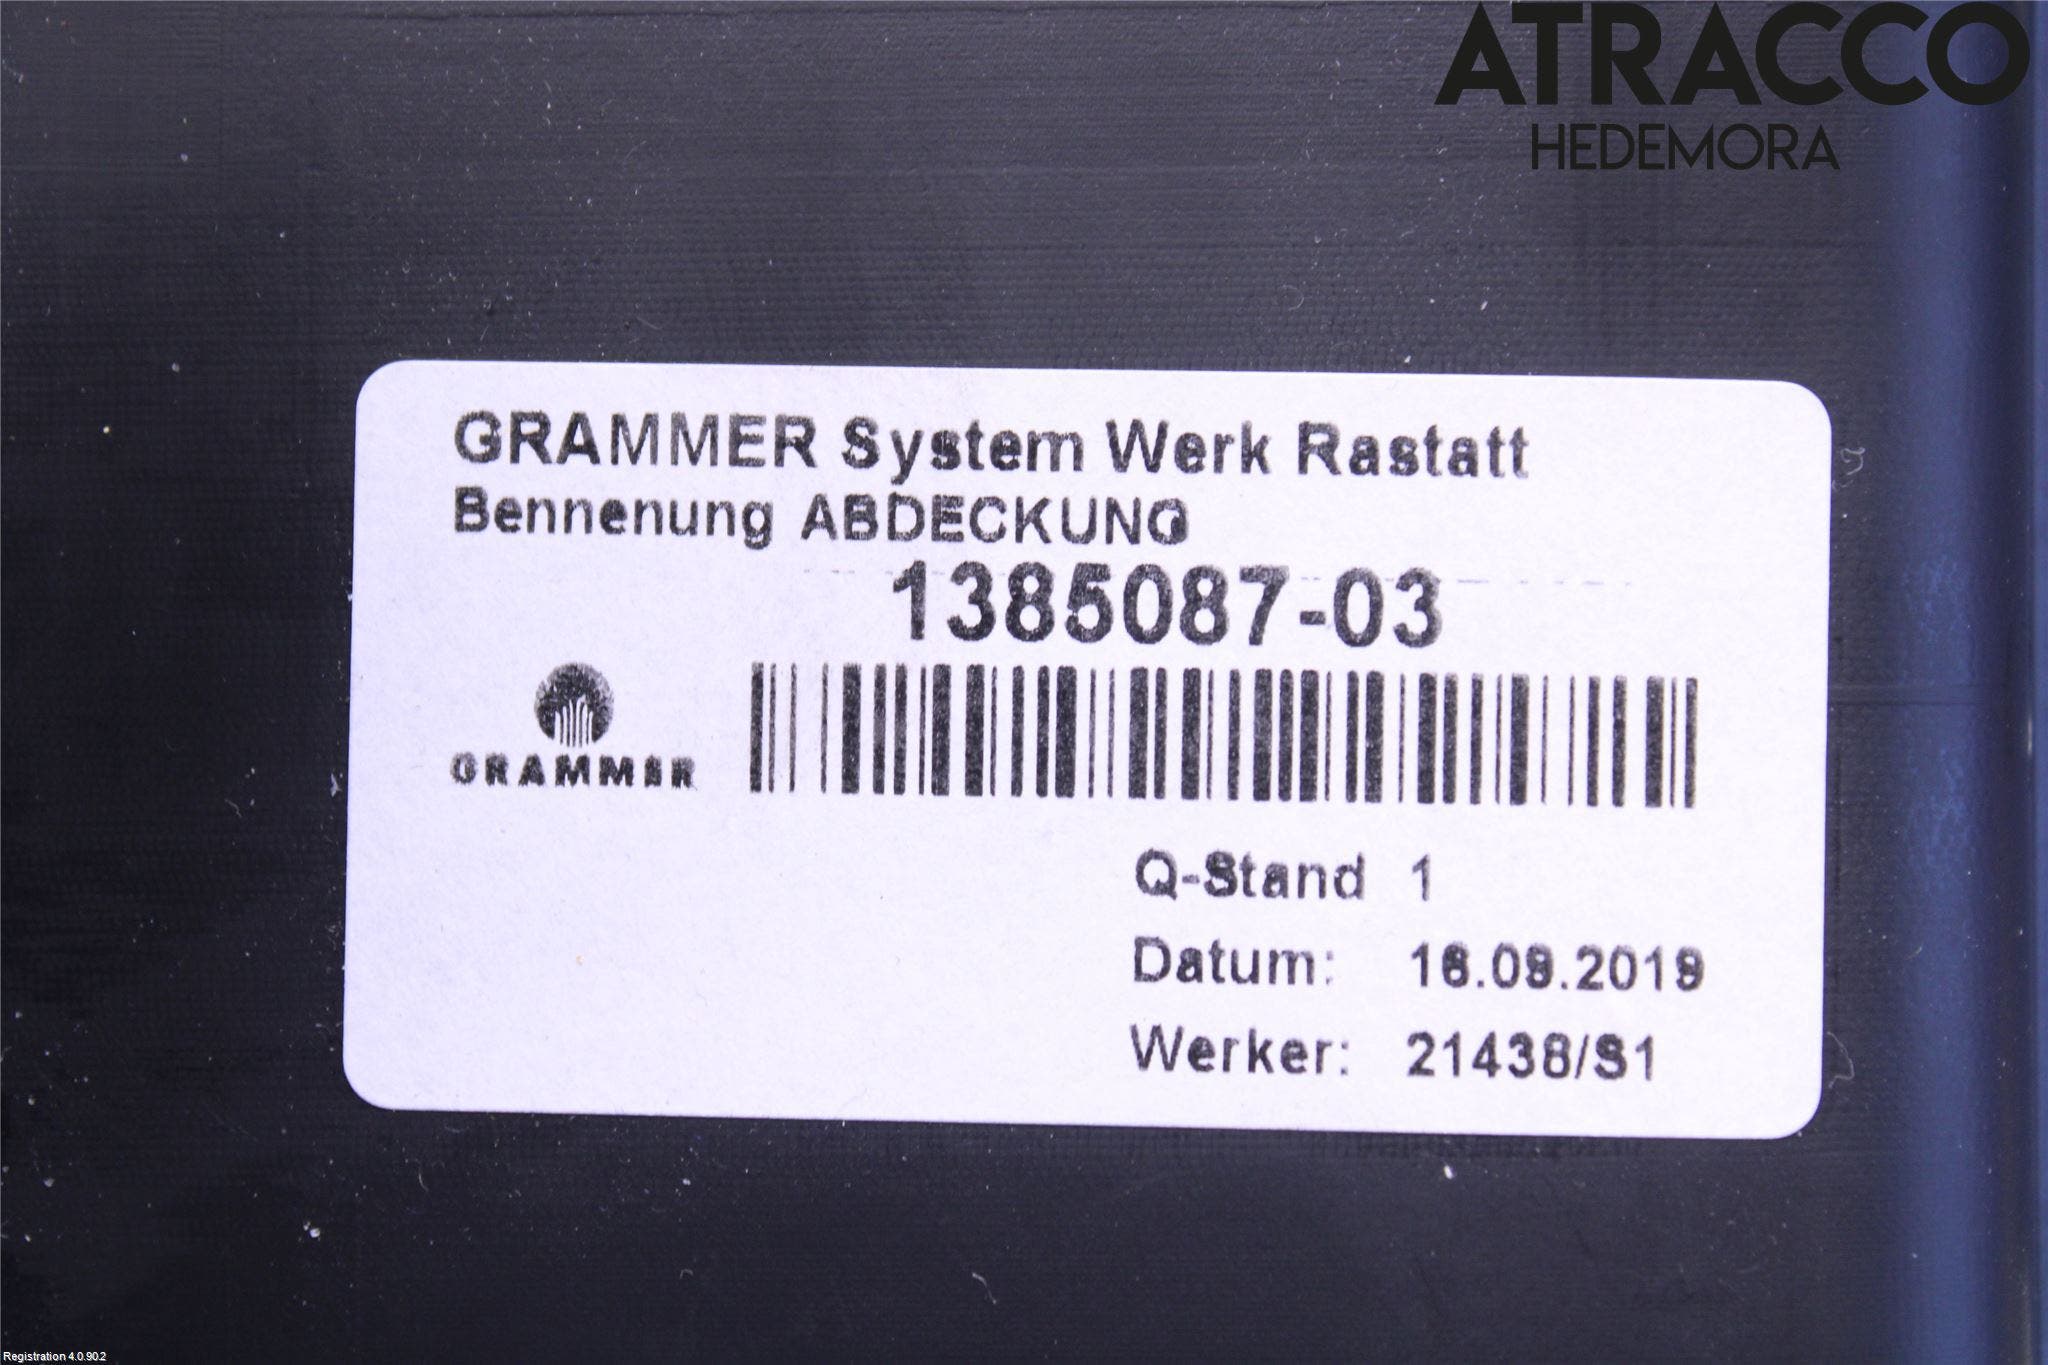 ATRACCO
HEDEMORA
GRAMMER System Werk Rastatt
Bennenung ABDECKUNG
1385087-03
GRAMMER
Q-Stand 1
Datum: 16.09.2019
Werker: 21438/S1
Registration 4.0.90.2